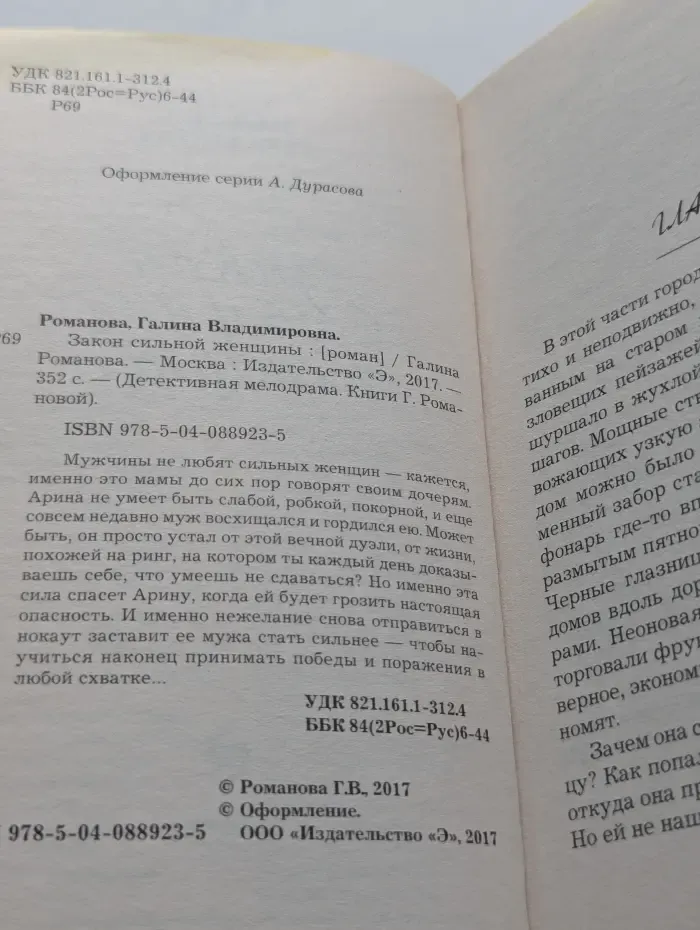 УДК 821.161.1-312.4
ББК 84(2Рос=Рус)6-44
Р69
Оформление серии А. Дурасова
Романова, Галина Владимировна.
Р69 Закон сильной женщины : [роман] / Галина
Романова. — Москва : Издательство «Э», 2017. —
352 с. — (Детективная мелодрама. Книги Г. Рома-
новой).
ISBN 978-5-04-088923-5
Мужчины не любят сильных женщин — кажется,
именно это мамы до сих пор говорят своим дочерям.
Арина не умеет быть слабой, робкой, покорной, и еще
совсем недавно муж восхищался и гордился ею. Может
быть, он просто устал от этой вечной дуэли, от жизни,
похожей на ринг, на котором ты каждый день доказы-
ваешь себе, что умеешь не сдаваться? Но именно эта
сила спасет Арину, когда ей будет грозить настоящая
опасность. И именно нежелание снова отправиться в
нокаут заставит ее мужа стать сильнее — чтобы на-
учиться наконец принимать победы и поражения в
любой схватке...
УДК 821.161.1-312.4
ББК 84(2Рос=Рус)6-44
© Романова Г.В., 2017
© Оформление.
978-5-04-088923-5 ООО «Издательство «Э», 2017
В этой части город
тихо и неподвижно,
ванным на старом
зловещих пейзажей
шуршало в жухлой
шагов. Мощные ств
вожающих узкую
дом можно было
менный забор ста
фонарь где-то вп
размытым пятно
Черные глазниц
домов вдоль дор
рами. Неоновая
торговали фру
верное, эконом
номят.
Зачем она с
цу? Как попал
откуда она пр
Но ей не наш